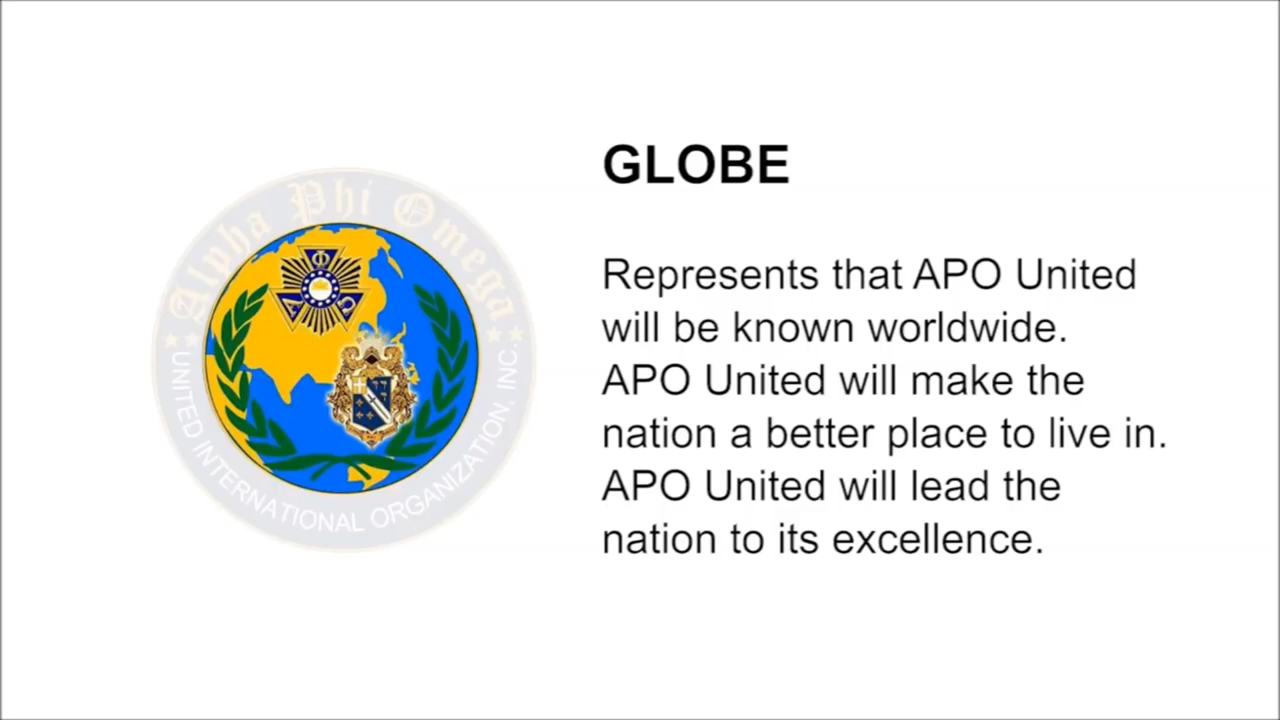 Alpha Phi Omega
UNITED INTERNATIONAL ORGANIZATION, INC.
Φ
Α Ω
GLOBE
Represents that APO United
will be known worldwide.
APO United will make the
nation a better place to live in.
APO United will lead the
nation to its excellence.